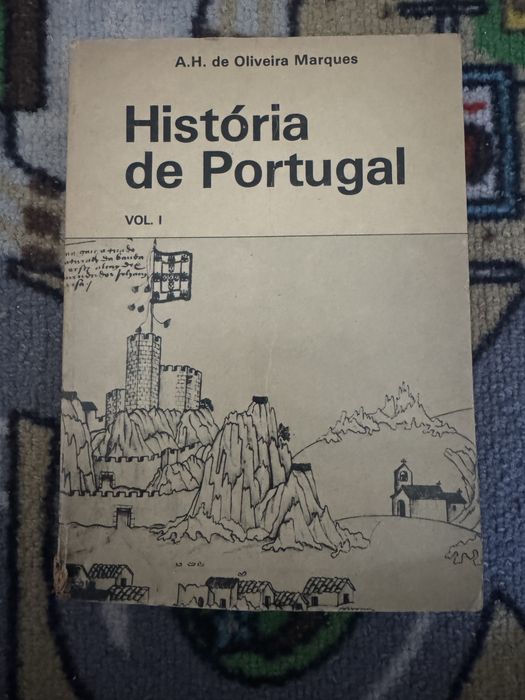 A.H. de Oliveira Marques
História
de Portugal
VOL. I